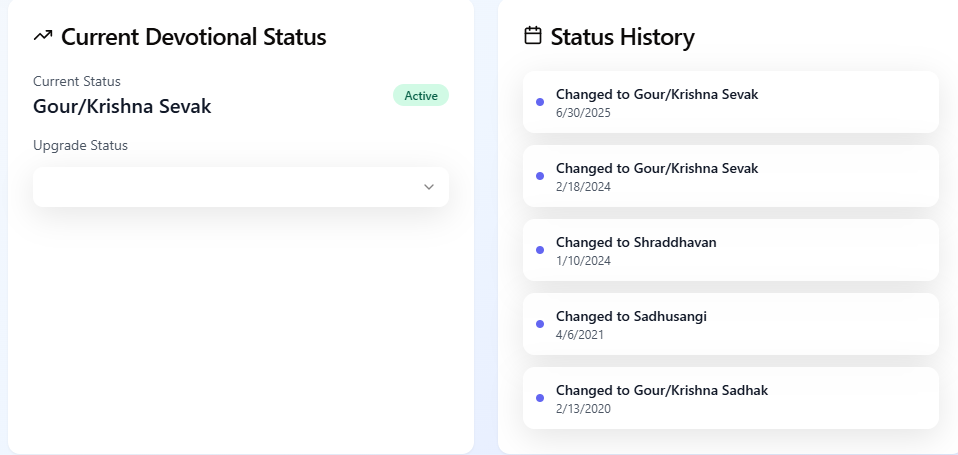 Current Devotional Status
Current Status
Gour/Krishna Sevak
Active
Upgrade Status
Status History
Changed to Gour/Krishna Sevak
6/30/2025
Changed to Gour/Krishna Sevak
2/18/2024
Changed to Shraddhavan
1/10/2024
Changed to Sadhusangi
4/6/2021
Changed to Gour/Krishna Sadhak
2/13/2020